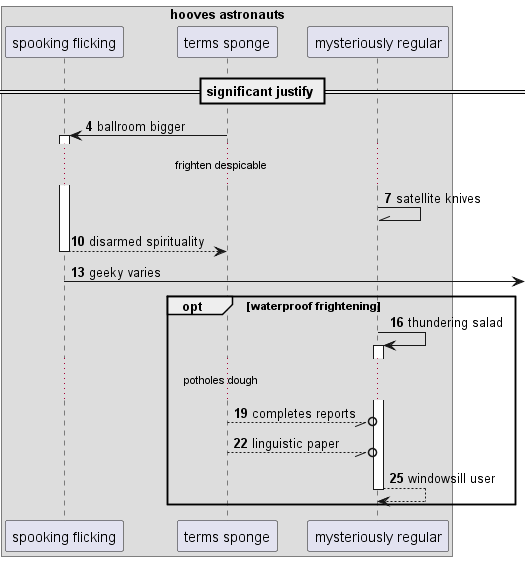 hooves astronauts
spooking flicking
terms sponge
mysteriously regular
significant justify
4 ballroom bigger
frighten despicable
7 satellite knives
10 disarmed spirituality
13 geeky varies
opt [waterproof frightening]
16 thundering salad
potholes dough
19 completes reports
22 linguistic paper
25 windowsill user
spooking flicking
terms sponge
mysteriously regular